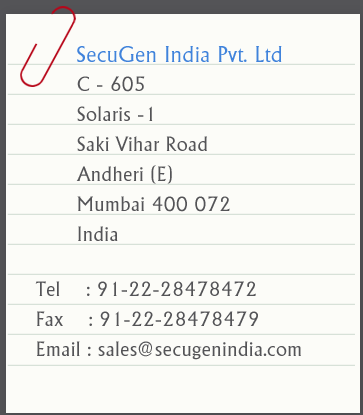 SecuGen India Pvt. Ltd
C - 605
Solaris -1
Saki Vihar Road
Andheri (E)
Mumbai 400 072
India
Tel : 91-22-28478472
Fax : 91-22-28478479
Email : sales@secugenindia.com